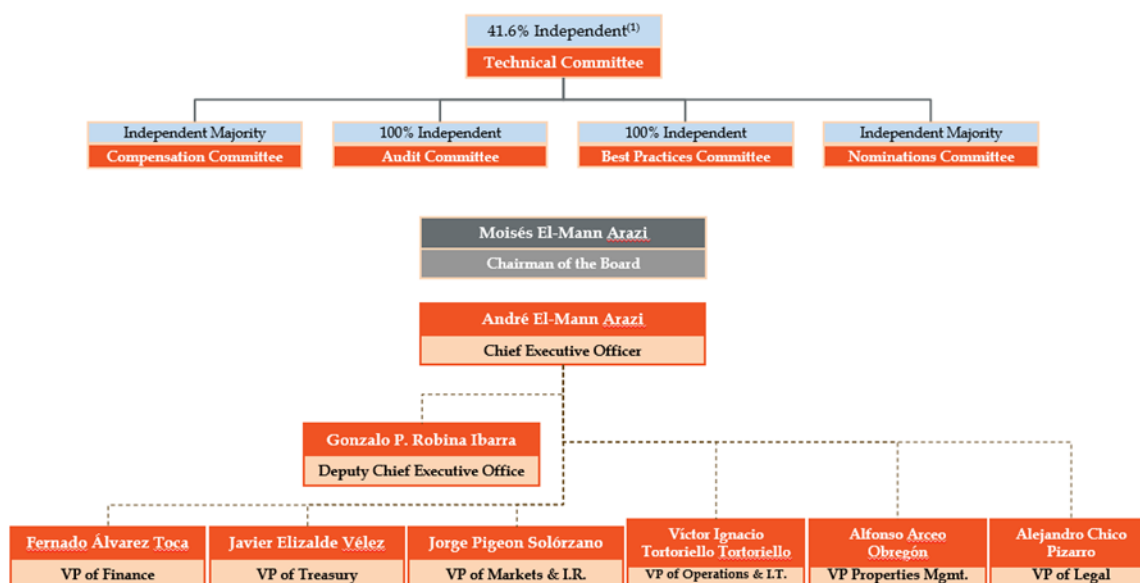 41.6% Independent(1)
Technical Committee
Independent Majority
Compensation Committee
100% Independent
Audit Committee
100% Independent
Best Practices Committee
Independent Majority
Nominations Committee
Moisés El-Mann Arazi
Chairman of the Board
André El-Mann Arazi
Chief Executive Officer
Gonzalo P. Robina Ibarra
Deputy Chief Executive Office
Fernado Álvarez Toca
VP of Finance
Javier Elizalde Vélez
VP of Treasury
Jorge Pigeon Solórzano
VP of Markets & I.R.
Víctor Ignacio
Tortoriello Tortoriello
VP of Operations & I.T.
Alfonso Arceo
Obregón
VP Properties Mgmt.
Alejandro Chico
Pizarro
VP of Legal